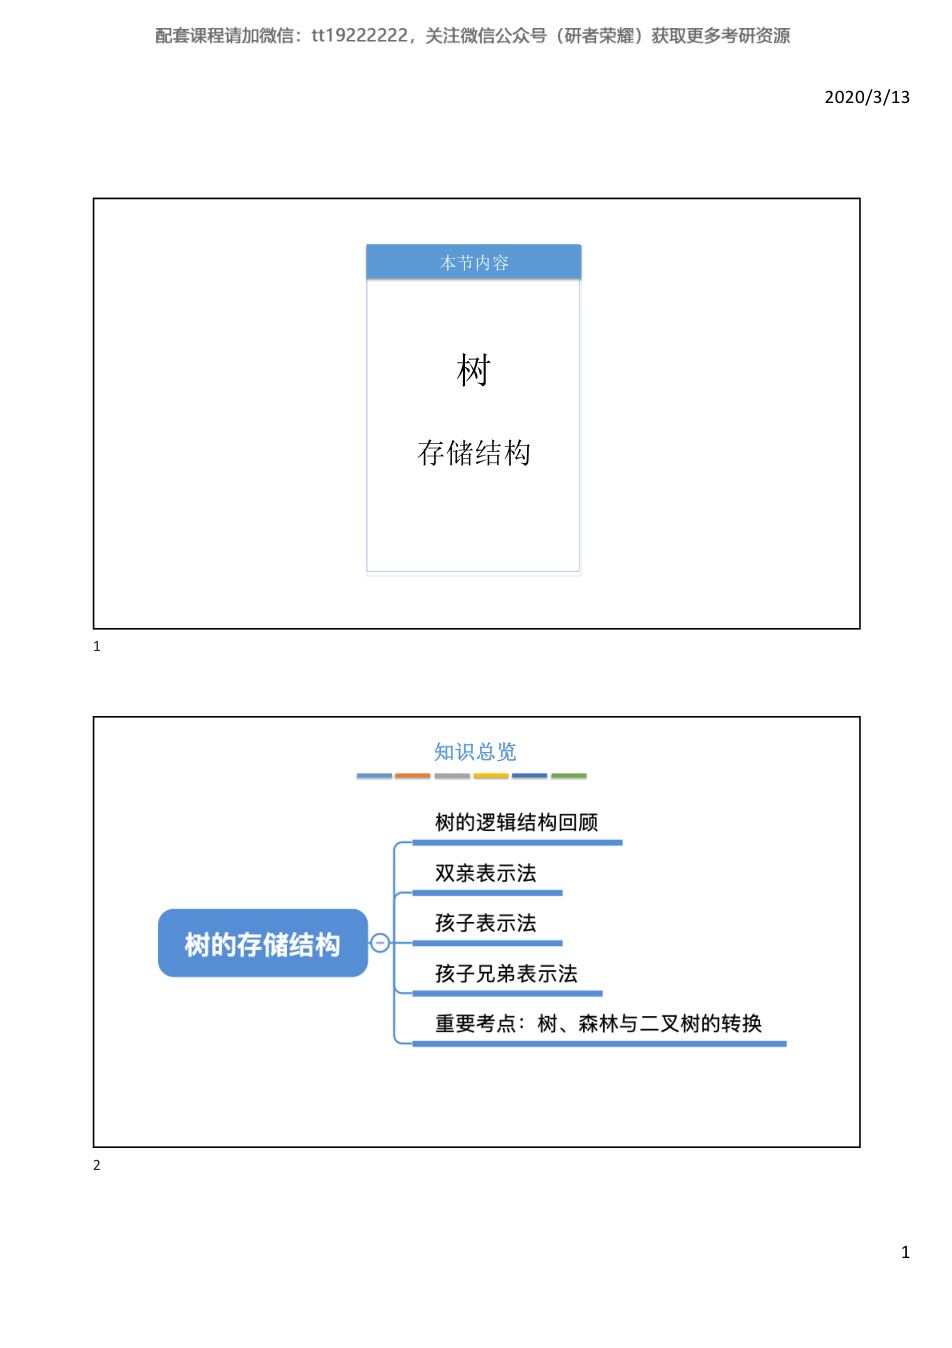 配套课程请加微信：tt19222222，关注微信公众号（研者荣耀）获取更多考研资源
2020/3/13
本节内容
树
存储结构
1
知识总览
树的逻辑结构回顾
双亲表示法
孩子表示法
树的存储结构
孩子兄弟表示法
重要考点：树、森林与二叉树的转换
2
1